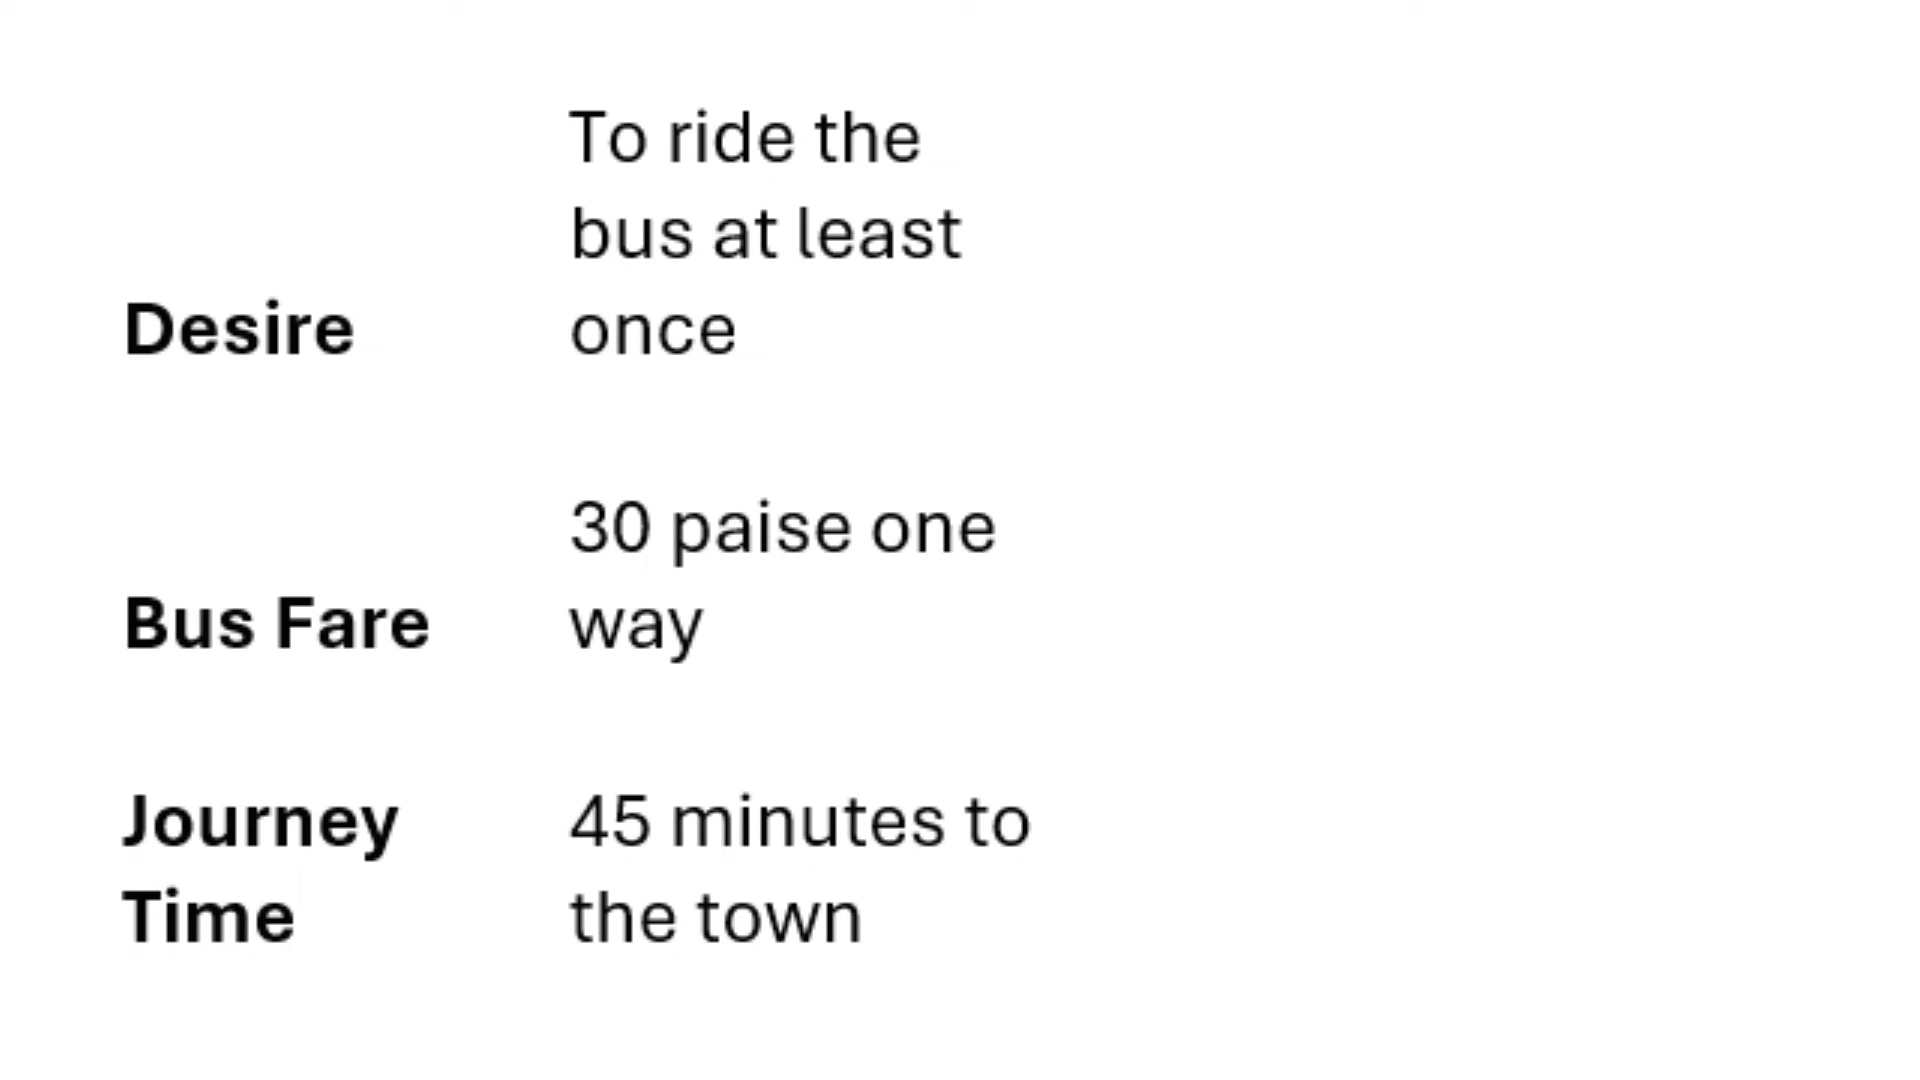 To ride the
bus at least
Desire once
30 paise one
Bus Fare way
Journey 45 minutes to
Time the town